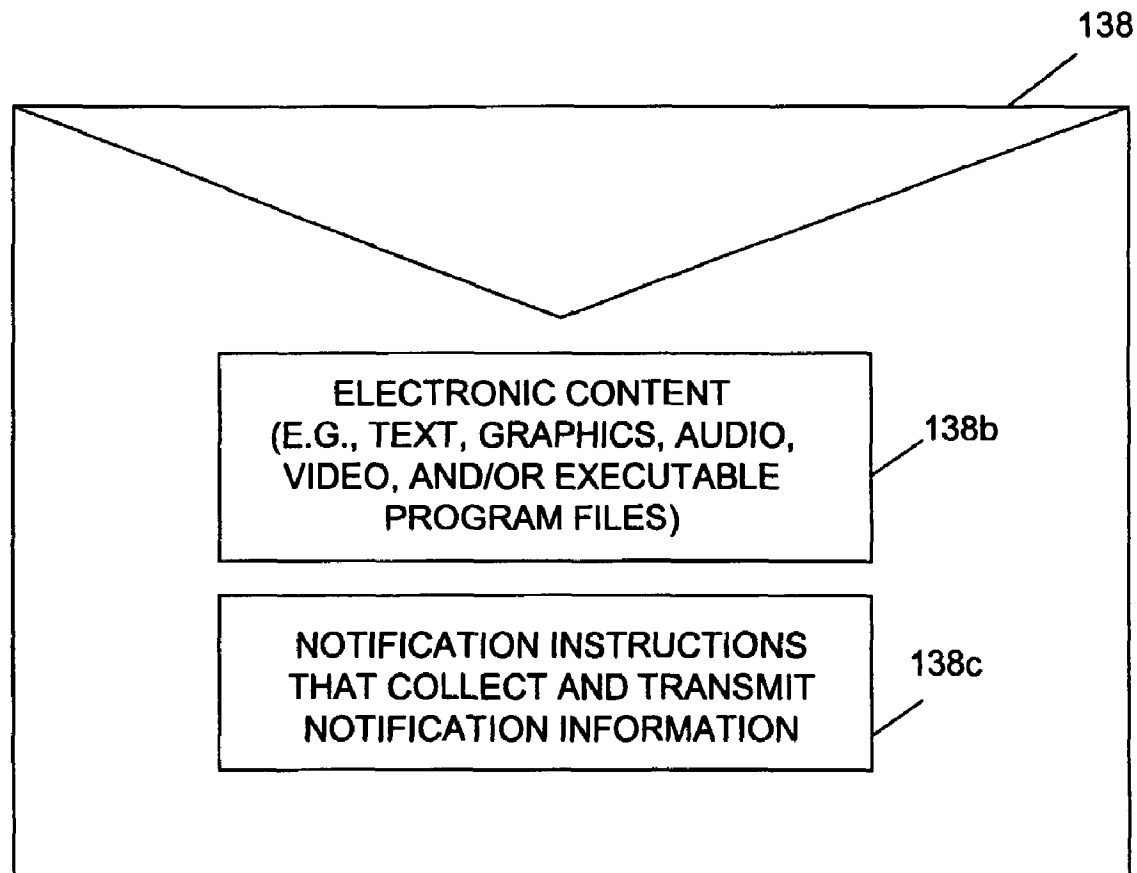 138
ELECTRONIC CONTENT
(E.G., TEXT, GRAPHICS, AUDIO,
VIDEO, AND/OR EXECUTABLE
PROGRAM FILES)
138b
NOTIFICATION INSTRUCTIONS
THAT COLLECT AND TRANSMIT
NOTIFICATION INFORMATION
138c